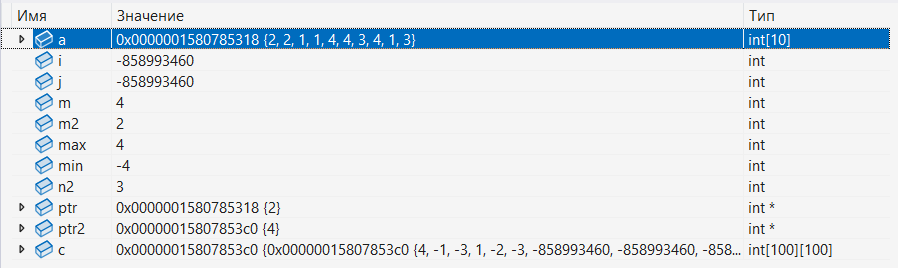 Имя Значение Тип
a 0x0000001580785318 {2, 2, 1, 1, 4, 4, 3, 4, 1, 3} int[10]
i -858993460 int
j -858993460 int
m 4 int
m2 2 int
max 4 int
min -4 int
n2 3 int
ptr 0x0000001580785318 {2} int *
ptr2 0x00000015807853c0 {4} int *
c 0x00000015807853c0 {0x00000015807853c0 {4, -1, -3, 1, -2, -3, -858993460, -858993460, -858... int[100][100]